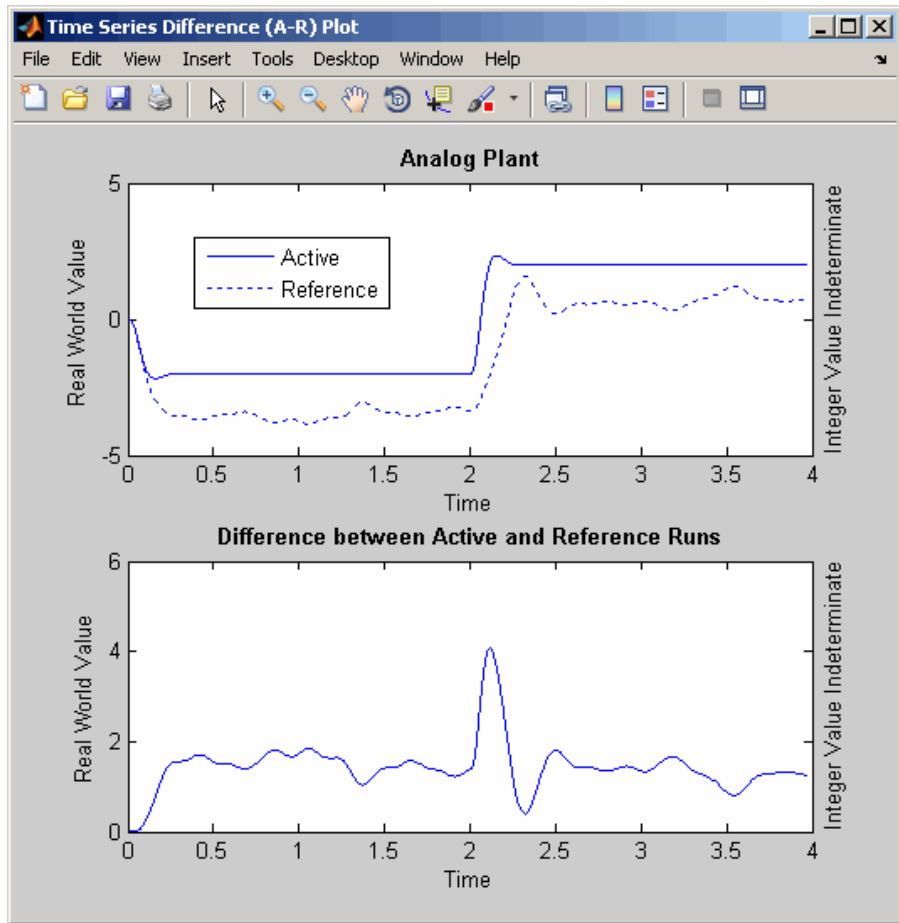 Time Series Difference (A-R) Plot
File Edit View Insert Tools Desktop Window Help
Analog Plant
5
0
-5
Real World Value
Active
Reference
Integer Value Indeterminate
0 0.5 1 1.5 2 2.5 3 3.5 4
Time
Difference between Active and Reference Runs
6
4
2
0
Real World Value
Integer Value Indeterminate
0 0.5 1 1.5 2 2.5 3 3.5 4
Time